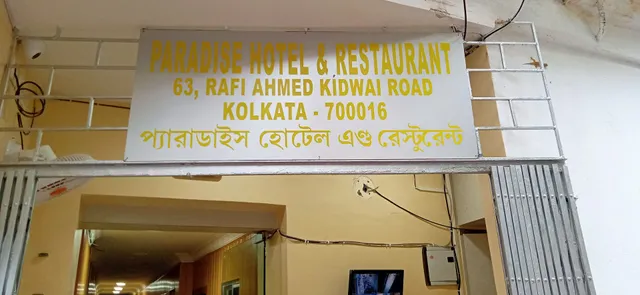 PARADISE HOTEL & RESTAURANT
63, RAFI AHMED KIDWAI ROAD
KOLKATA - 700016
প্যারাডাইস হোটেল এণ্ড রেস্টুরেন্ট